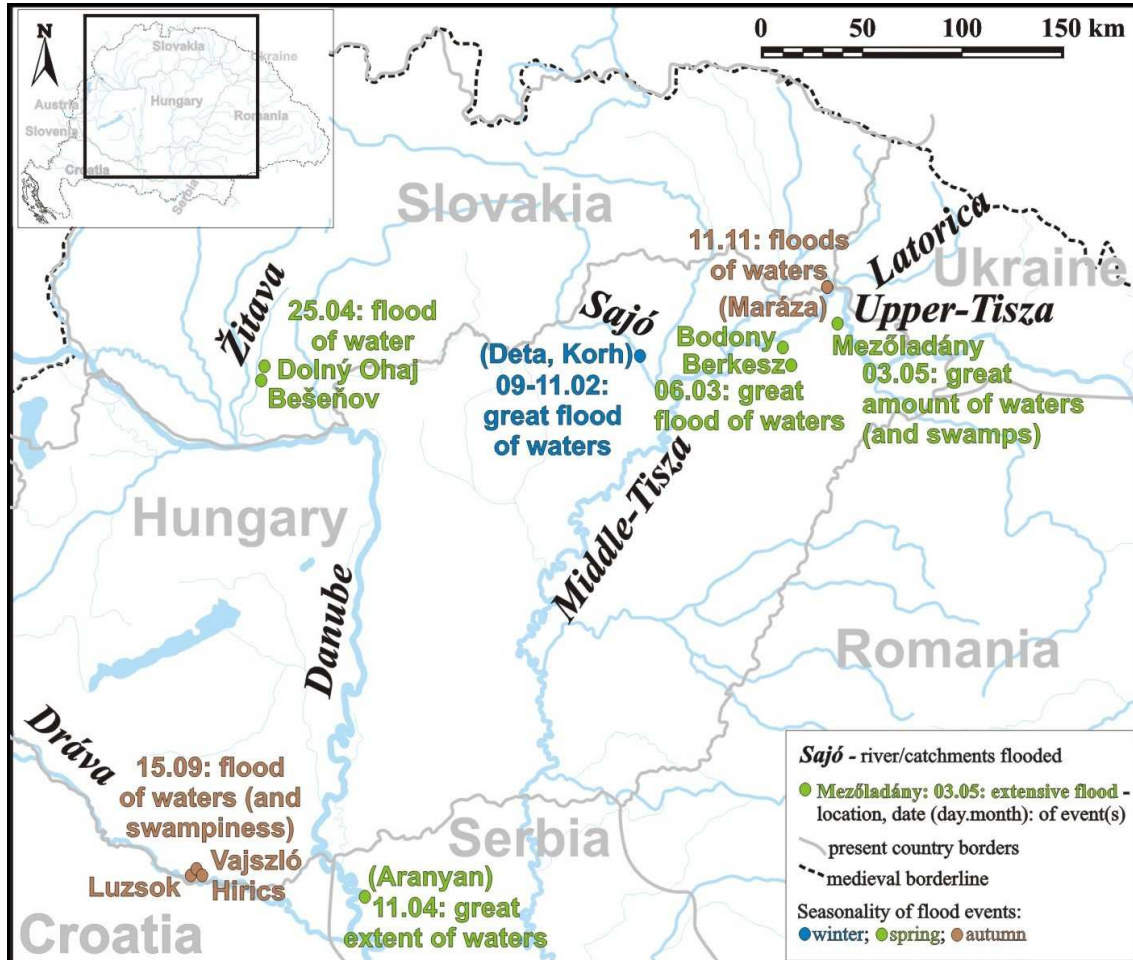 N
Slovakia
Ukraine
Austria
Hungary
Slovenia
Romania
Croatia
Serbia
0 50 100 150 km
Slovakia
Latorica
Ukraine
11.11: floods
of waters
(Maráza)
Upper-Tisza
Žitava
25.04: flood
of water
Dolný Ohaj
Bešeňov
Sajó
(Deta, Korh)
09-11.02:
great flood
of waters
Bodony
Berkesz
06.03: great
flood of waters
Mezőladány
03.05: great
amount of waters
(and swamps)
Middle-Tisza
Hungary
Danube
Romania
Dráva
15.09: flood
of waters (and
swampiness)
Vajszló
Luzsok
Hirics
Serbia
(Aranyan)
11.04: great
extent of waters
Croatia
Sajó - river/catchments flooded
Mezőladány: 03.05: extensive flood -
location, date (day.month): of event(s)
present country borders
medieval borderline
Seasonality of flood events:
winter; spring; autumn